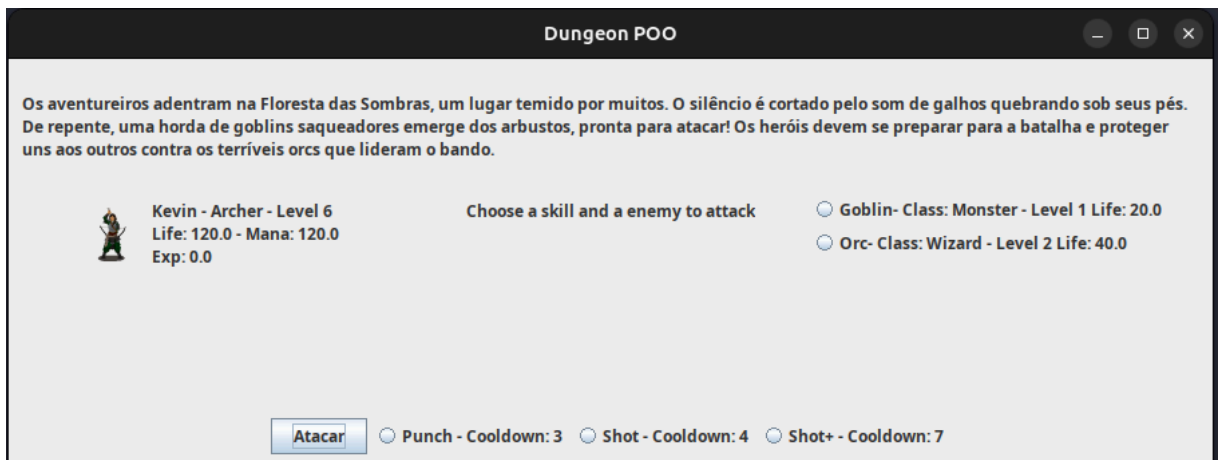 Dungeon POO
Os aventureiros adentram na Floresta das Sombras, um lugar temido por muitos. O silêncio é cortado pelo som de galhos quebrando sob seus pés.
De repente, uma horda de goblins saqueadores emerge dos arbustos, pronta para atacar! Os heróis devem se preparar para a batalha e proteger
uns aos outros contra os terríveis orcs que lideram o bando.
Kevin - Archer - Level 6
Life: 120.0 - Mana: 120.0
Exp: 0.0
Choose a skill and a enemy to attack
Goblin- Class: Monster - Level 1 Life: 20.0
Orc- Class: Wizard - Level 2 Life: 40.0
Atacar
Punch - Cooldown: 3
Shot - Cooldown: 4
Shot+ - Cooldown: 7